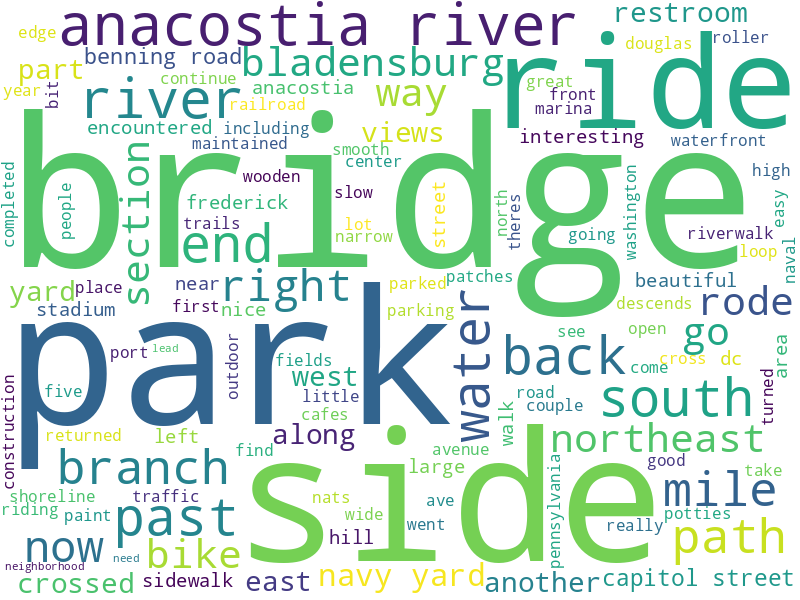 edge
anacostia river
restroom
douglas
roller
benning road
bladensburg
ride
part
continue
anacostia
way
great
year
bit
river
railroad
front
marina
encountered
including
views
interesting
waterfront
maintained
smooth
center
high
completed
people
section
bridge
wooden
slow
frederick
street
north
theres
washington
easy
trails
lot
narrow
end
going
riverwalk
loop
naval
yard
place
near
right
parked
patches
beautiful
first
nice
parking
descends
rode
stadium
water
port
lead
outdoor
park
fields
west
back
see
open
go
cross
dc
area
five
little
come
construction
cafes
road
couple
south
turned
returned
left
along
walk
northeast
branch
find
side
avenue
large
good
take
shoreline
traffic
pennsylvania
mile
riding
paint
past
nats
wide
ave
went
potties
really
path
now
bike
hill
neighborhood
need
crossed
sidewalk
east
navy yard
another
capitol street